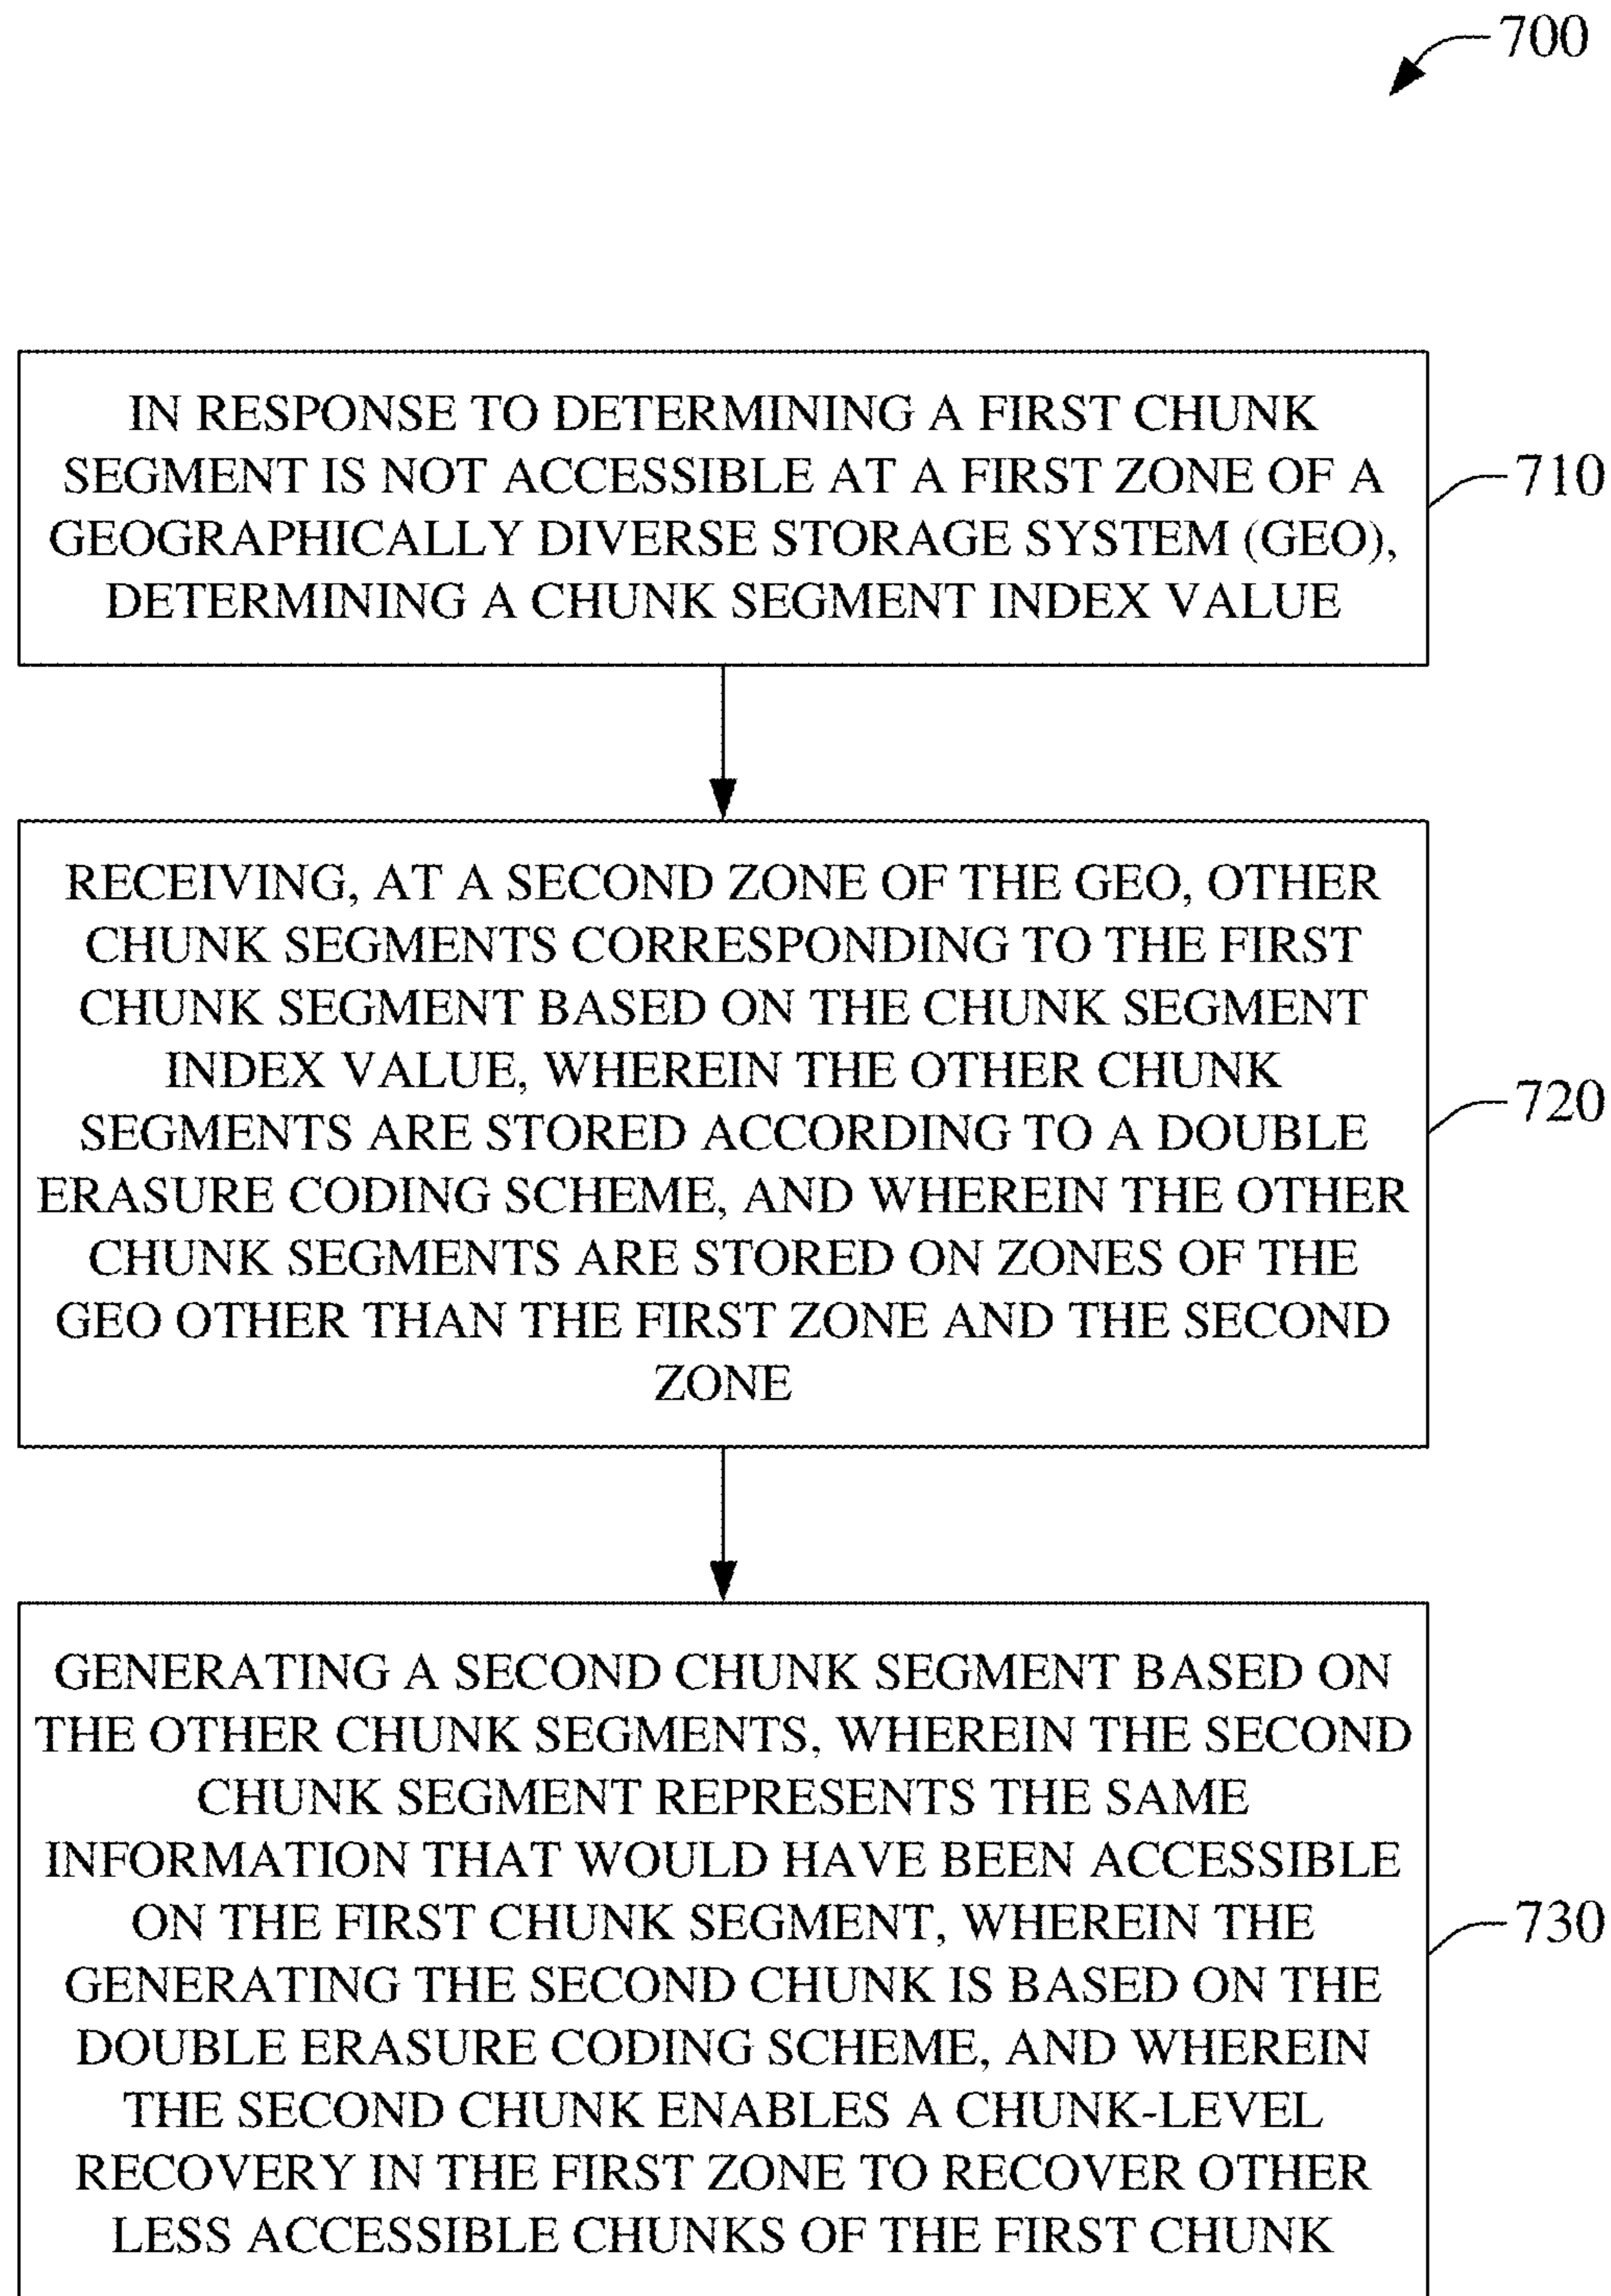 700
IN RESPONSE TO DETERMINING A FIRST CHUNK
SEGMENT IS NOT ACCESSIBLE AT A FIRST ZONE OF A
GEOGRAPHICALLY DIVERSE STORAGE SYSTEM (GEO),
DETERMINING A CHUNK SEGMENT INDEX VALUE
710
RECEIVING, AT A SECOND ZONE OF THE GEO, OTHER
CHUNK SEGMENTS CORRESPONDING TO THE FIRST
CHUNK SEGMENT BASED ON THE CHUNK SEGMENT
INDEX VALUE, WHEREIN THE OTHER CHUNK
SEGMENTS ARE STORED ACCORDING TO A DOUBLE
ERASURE CODING SCHEME, AND WHEREIN THE OTHER
CHUNK SEGMENTS ARE STORED ON ZONES OF THE
GEO OTHER THAN THE FIRST ZONE AND THE SECOND
ZONE
720
GENERATING A SECOND CHUNK SEGMENT BASED ON
THE OTHER CHUNK SEGMENTS, WHEREIN THE SECOND
CHUNK SEGMENT REPRESENTS THE SAME
INFORMATION THAT WOULD HAVE BEEN ACCESSIBLE
ON THE FIRST CHUNK SEGMENT, WHEREIN THE
GENERATING THE SECOND CHUNK IS BASED ON THE
DOUBLE ERASURE CODING SCHEME, AND WHEREIN
THE SECOND CHUNK ENABLES A CHUNK-LEVEL
RECOVERY IN THE FIRST ZONE TO RECOVER OTHER
LESS ACCESSIBLE CHUNKS OF THE FIRST CHUNK
730